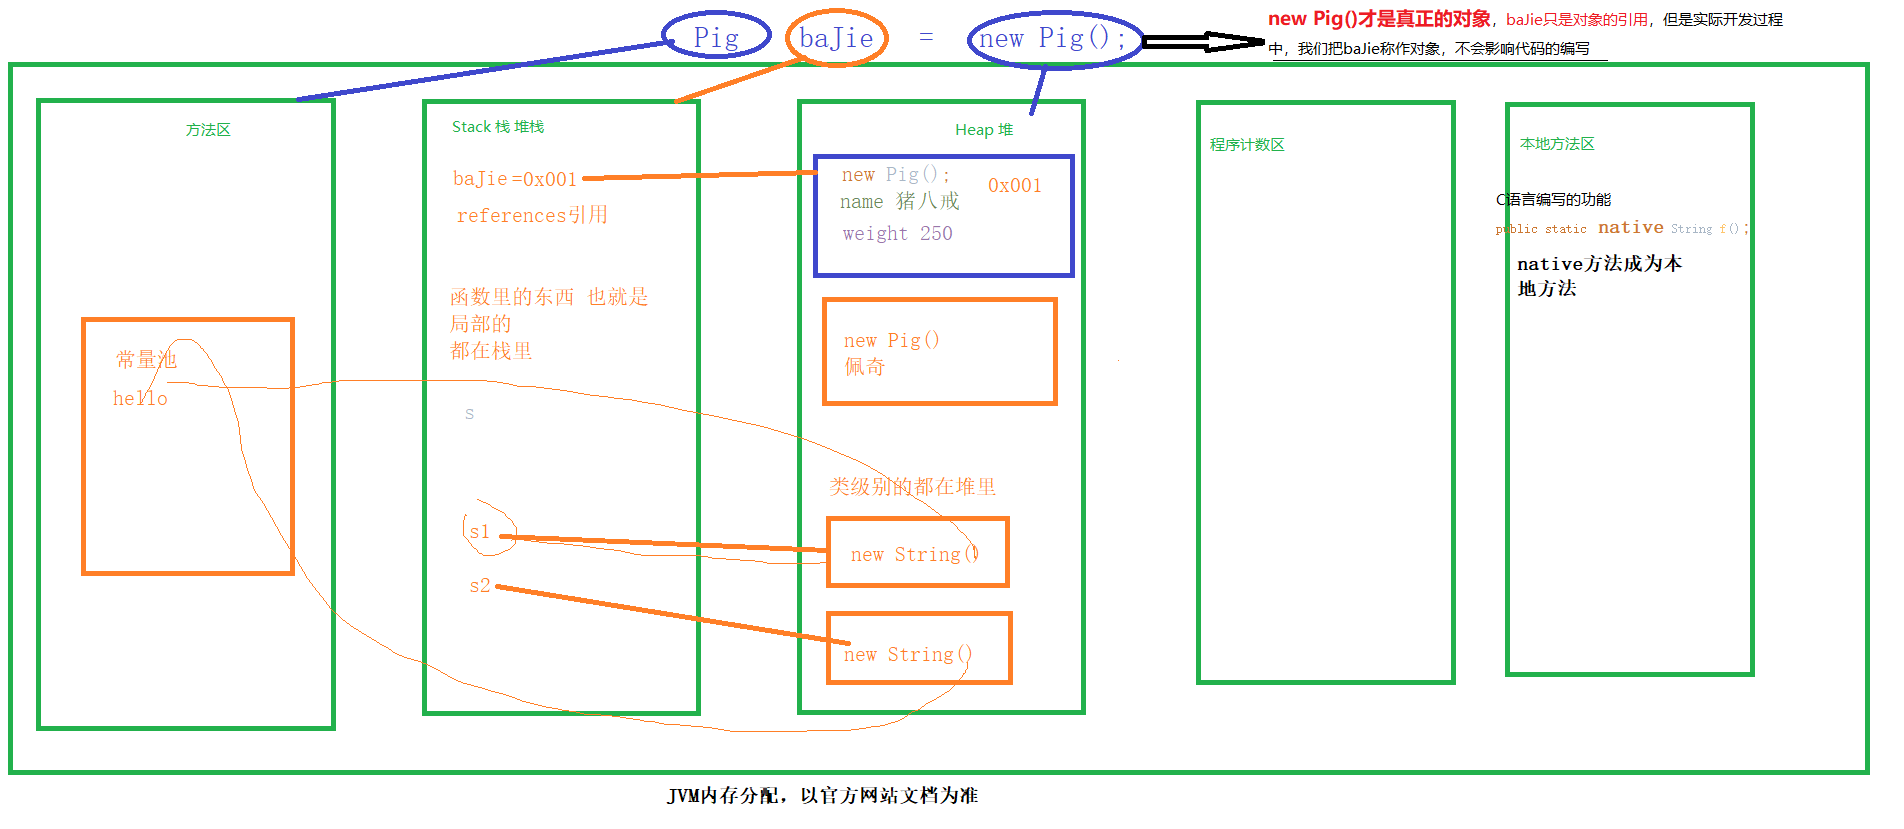 Pig baJie = new Pig();
new Pig()才是真正的对象，baJie只是对象的引用，但是实际开发过程
中，我们把baJie称作对象，不会影响代码的编写
方法区
常量池
hello
Stack 栈 堆栈
baJie=0x001
references引用
函数里的东西 也就是
局部的
都在栈里
s
s1
s2
Heap 堆
new Pig(); 0x001
name 猪八戒
weight 250
new Pig()
佩奇
类级别的都在堆里
new String()
new String()
程序计数区
本地方法区
C语言编写的功能
public static native String f();
native方法成为本
地方法
JVM内存分配，以官方网站文档为准